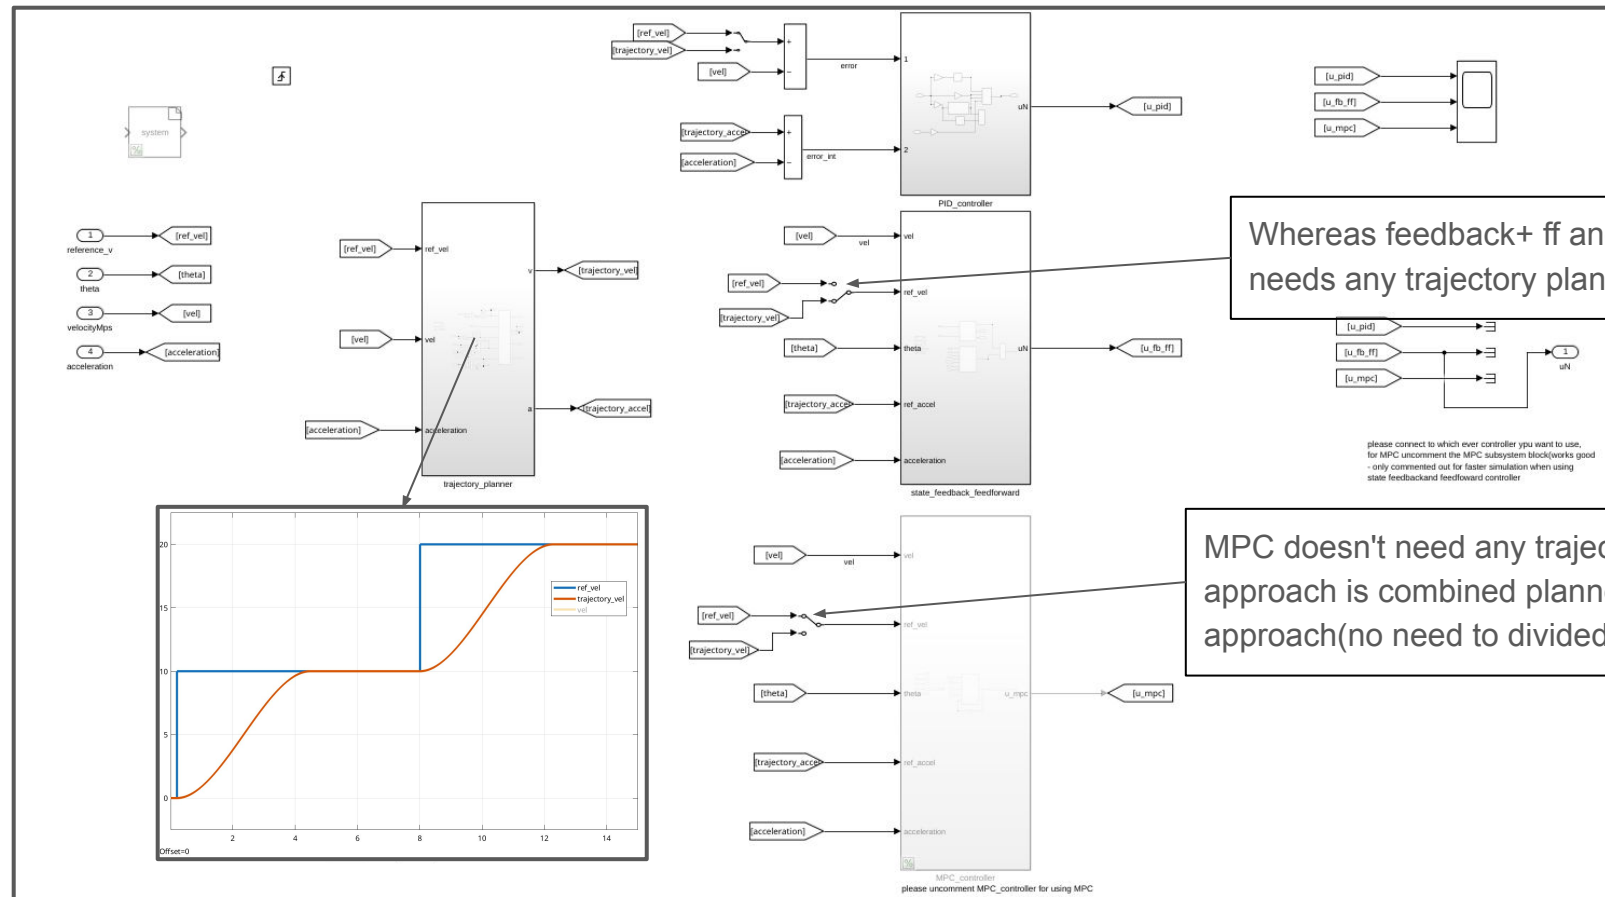 [ref_vel]
[trajectory_vel]
[vel]
+
−
error
[trajectory_accel
[acceleration]
+
−
error_int
1
2
uN
PID_controller
[u_pid]
[u_pid]
[u_fb_ff]
[u_mpc]
system
1
reference_v
[ref_vel]
2
theta
[theta]
3
velocityMps
[vel]
4
acceleration
[acceleration]
[ref_vel]
ref_vel
[vel]
vel
[acceleration]
acceleration
v
[trajectory_vel]
a
[trajectory_accel]
trajectory_planner
[vel]
vel
vel
[ref_vel]
[trajectory_vel]
ref_vel
[theta]
theta
[trajectory_accel
ref_accel
[acceleration]
acceleration
uN
[u_fb_ff]
state_feedback_feedforward
Whereas feedback+ ff an
needs any trajectory plan
[u_pid]
[u_fb_ff]
[u_mpc]
1
uN
please connect to which ever controller ypu want to use,
for MPC uncomment the MPC subsystem block(works good
- only commented out for faster simulation when using
state feedbackand feedfoward controller
20
15
10
5
0
2
4
6
8
10
12
14
Offset=0
ref_vel
trajectory_vel
vel
[vel]
vel
vel
[ref_vel]
[trajectory_vel]
ref_vel
[theta]
theta
[trajectory_accel
ref_accel
[acceleration]
acceleration
u_mpc
[u_mpc]
MPC_controller
please uncomment MPC_controller for using MPC
MPC doesn't need any trajec
approach is combined planne
approach(no need to divided